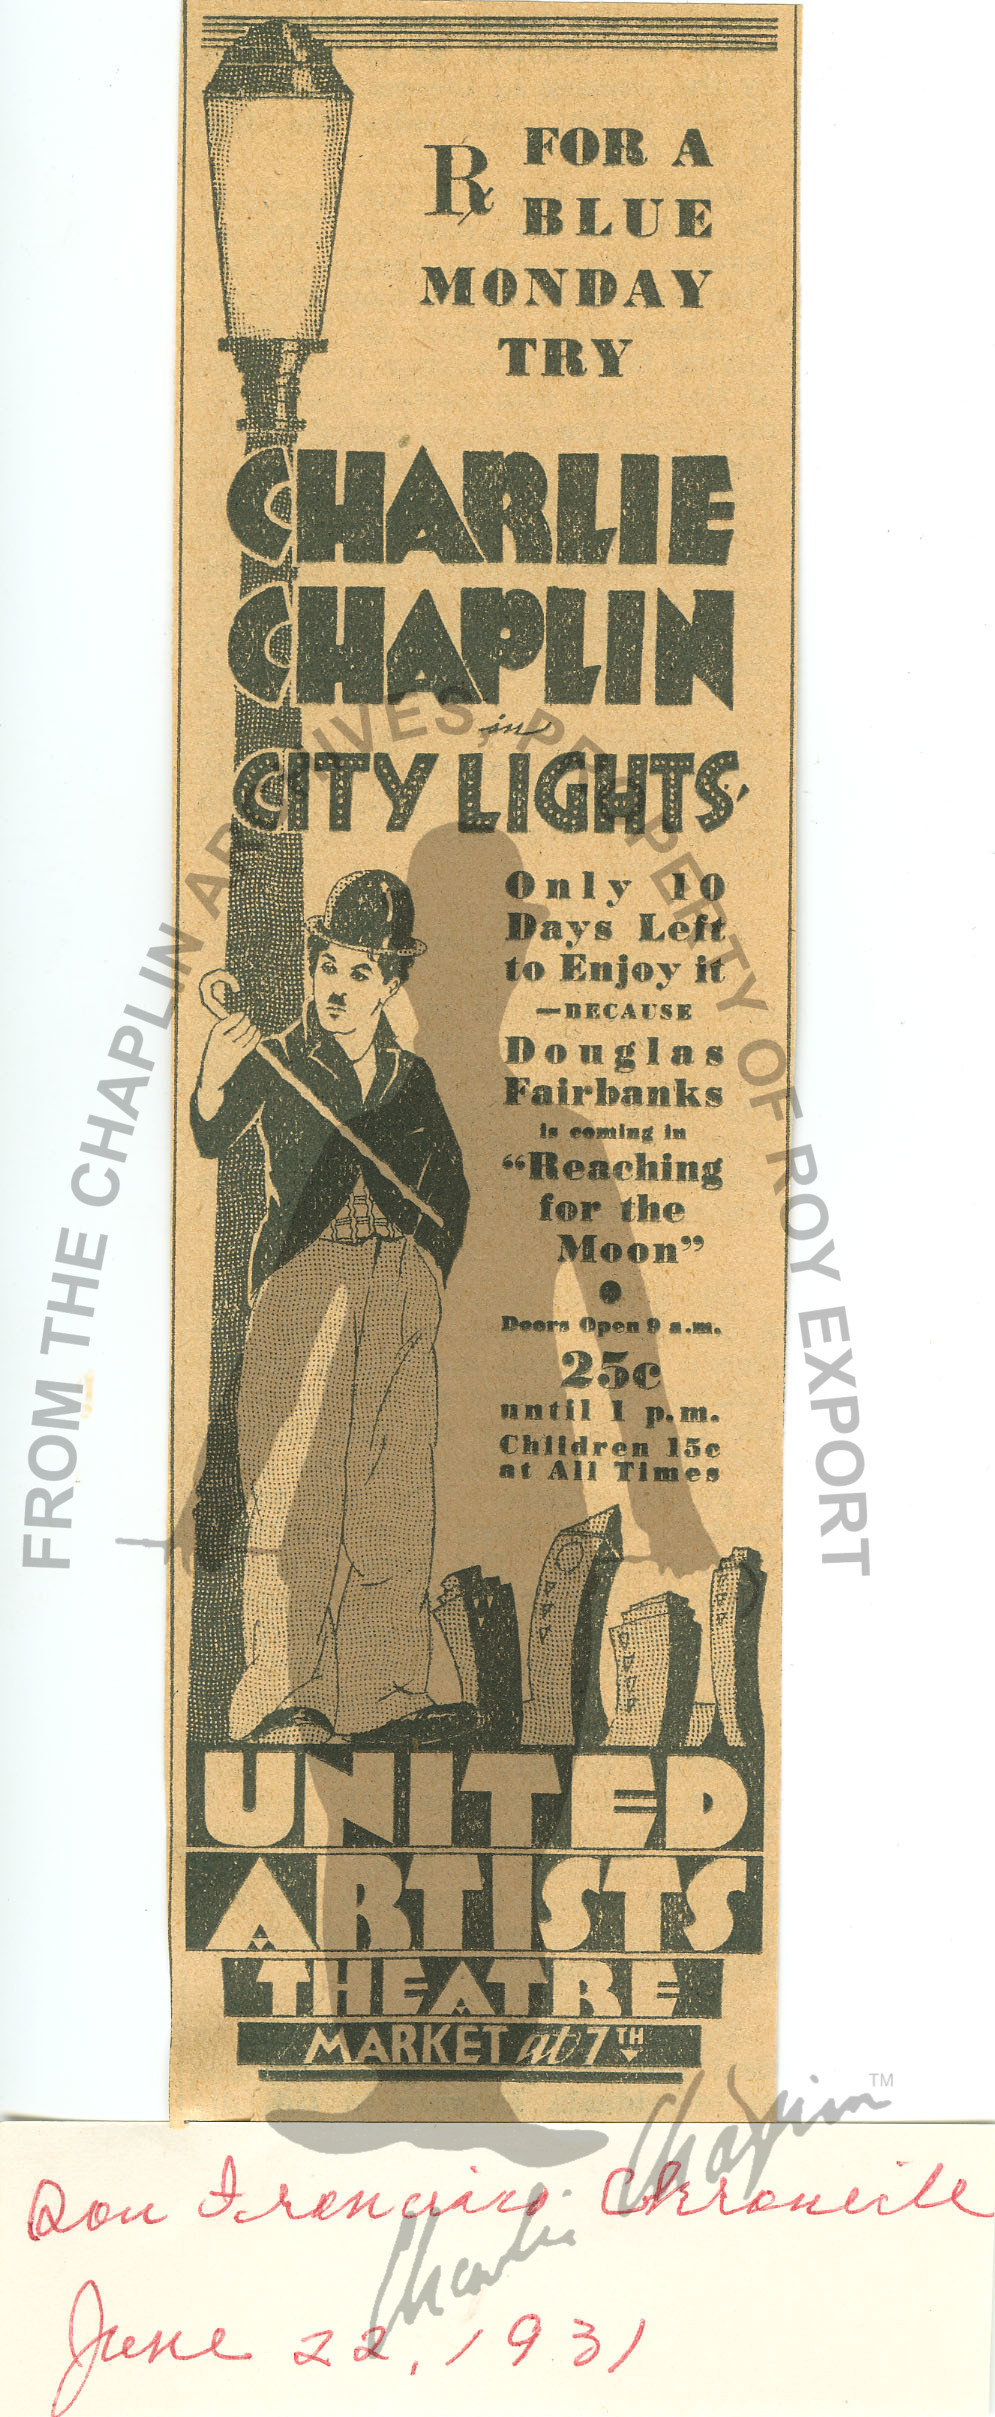 ℞ FOR A
BLUE
MONDAY
TRY
CHARLIE
CHAPLIN
in
CITY LIGHTS'
Only 10
Days Left
to Enjoy it
—BECAUSE
Douglas
Fairbanks
is coming in
“Reaching
for the
Moon”
Doors Open 9 a.m.
25c
until 1 p.m.
Children 15c
at All Times
UNITED
ARTISTS
THEATRE
MARKET at 7TH
FROM THE CHAPLIN ARCHIVES, PROPERTY OF ROY EXPORT
Charlie Chaplin TM
San Francisco Chronicle
June 22, 1931